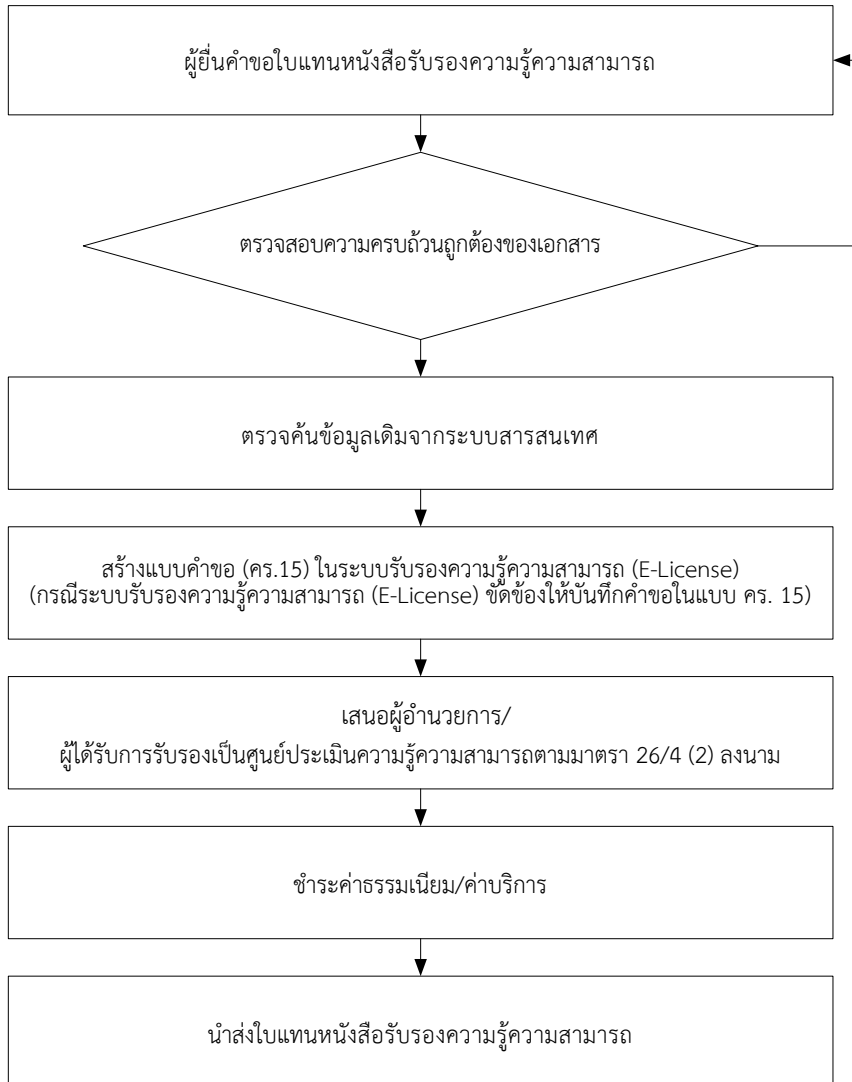 ผู้ยื่นคำขอใบแทนหนังสือรับรองความรู้ความสามารถ
ตรวจสอบความครบถ้วนถูกต้องของเอกสาร
ตรวจค้นข้อมูลเดิมจากระบบสารสนเทศ
สร้างแบบคำขอ (คร.15) ในระบบรับรองความรู้ความสามารถ (E-License)
(กรณีระบบรับรองความรู้ความสามารถ (E-License) ขัดข้องให้บันทึกคำขอในแบบ คร. 15)
เสนอผู้อำนวยการ/
ผู้ได้รับการรับรองเป็นศูนย์ประเมินความรู้ความสามารถตามมาตรา 26/4 (2) ลงนาม
ชำระค่าธรรมเนียม/ค่าบริการ
นำส่งใบแทนหนังสือรับรองความรู้ความสามารถ